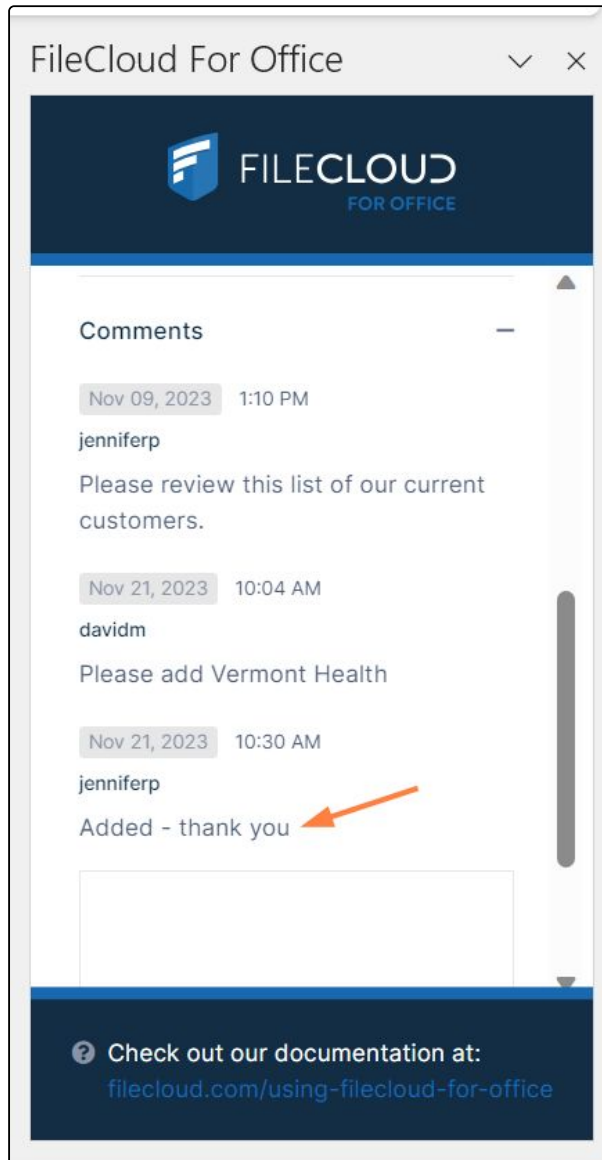 FileCloud For Office
FILECLOUD
FOR OFFICE
Comments
Nov 09, 2023 1:10 PM
jenniferp
Please review this list of our current
customers.
Nov 21, 2023 10:04 AM
davidm
Please add Vermont Health
Nov 21, 2023 10:30 AM
jenniferp
Added - thank you
Check out our documentation at:
filecloud.com/using-filecloud-for-office